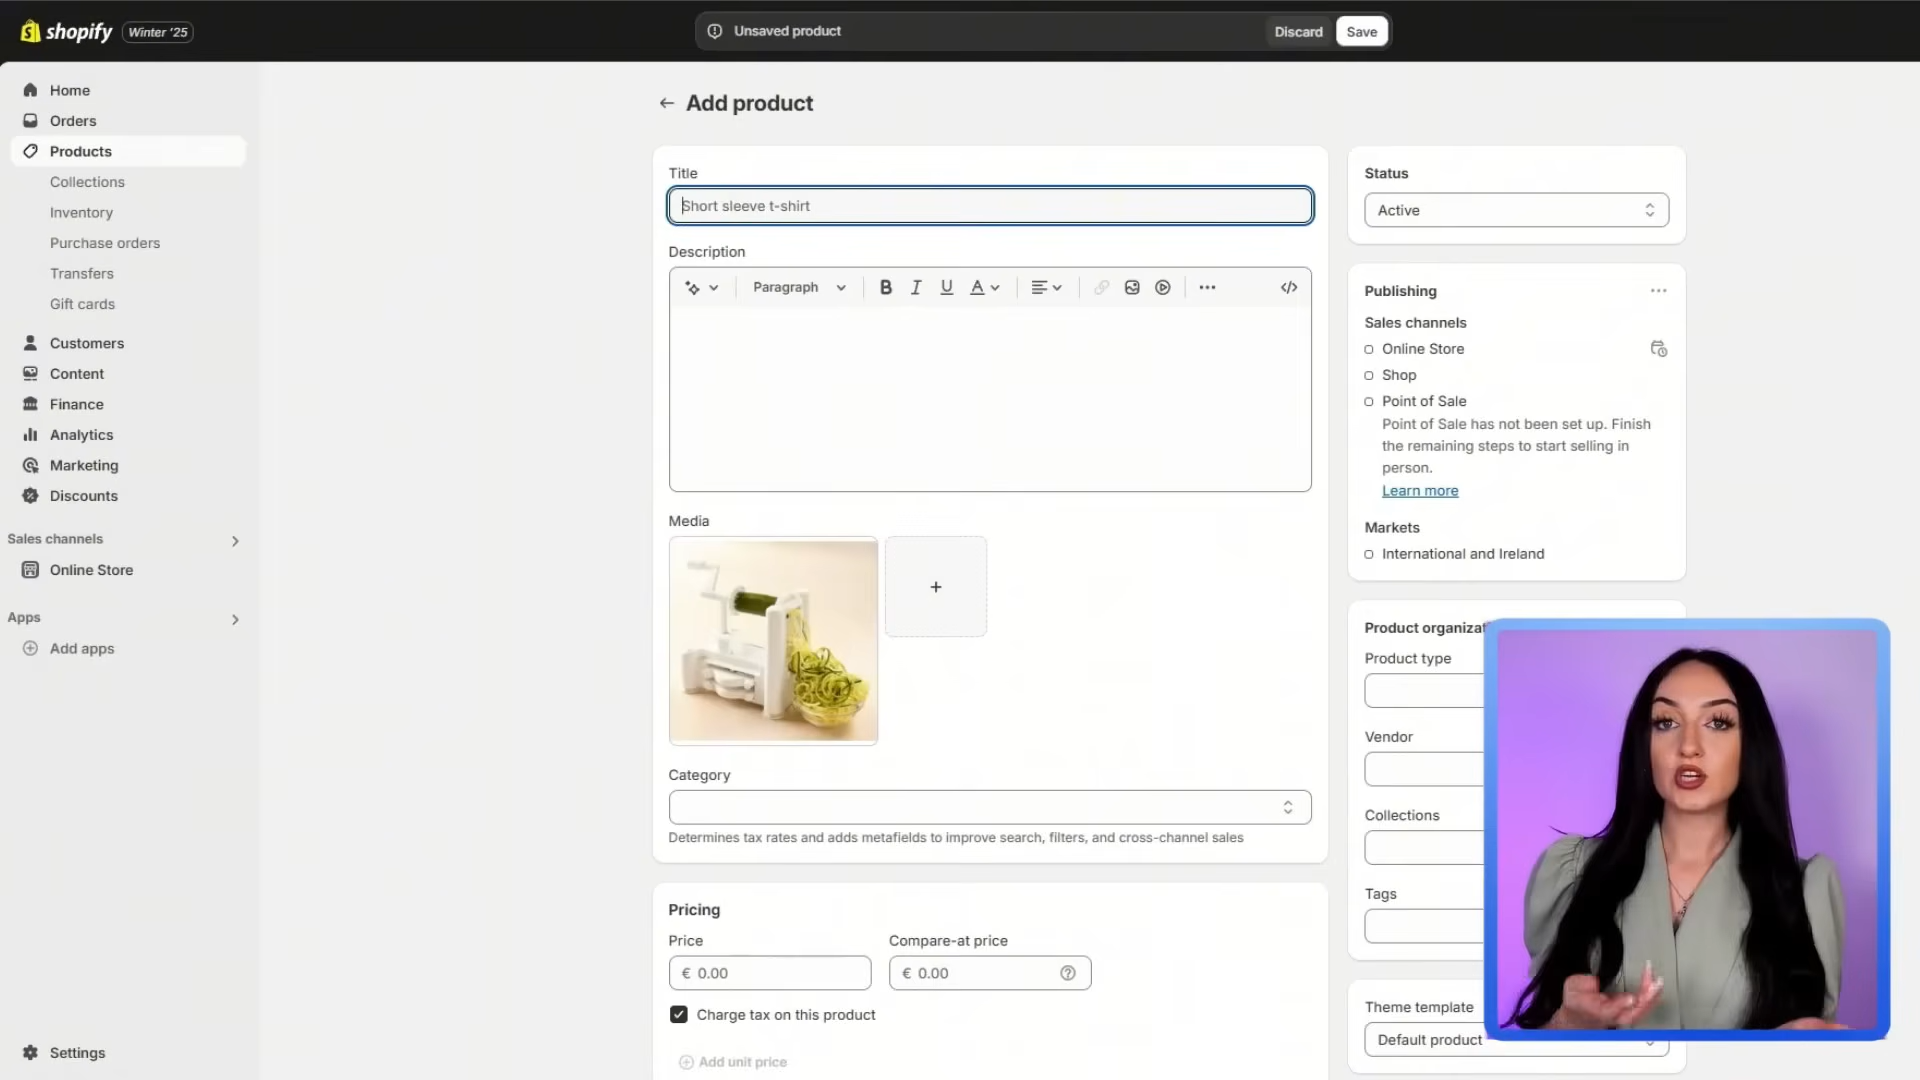 shopify Winter '25
Unsaved product
Discard
Save
Home
Orders
Products
Collections
Inventory
Purchase orders
Transfers
Gift cards
Customers
Content
Finance
Analytics
Marketing
Discounts
Sales channels
Online Store
Apps
Add apps
Settings
Add product
Title
Short sleeve t-shirt
Description
Paragraph
B I U A
Media
Category
Determines tax rates and adds metafields to improve search, filters, and cross-channel sales
Pricing
Price
Compare-at price
€ 0.00
€ 0.00
Charge tax on this product
Add unit price
Status
Active
Publishing
Sales channels
Online Store
Shop
Point of Sale
Point of Sale has not been set up. Finish
the remaining steps to start selling in
person.
Learn more
Markets
International and Ireland
Product
Product type
Vendor
Collections
Tags
Theme template
Default product